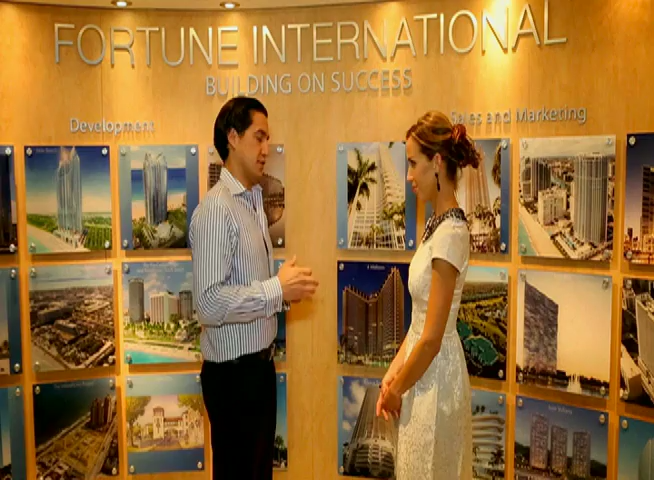 FORTUNE INTERNATIONAL
BUILDING ON SUCCESS
Development
Sales and Marketing